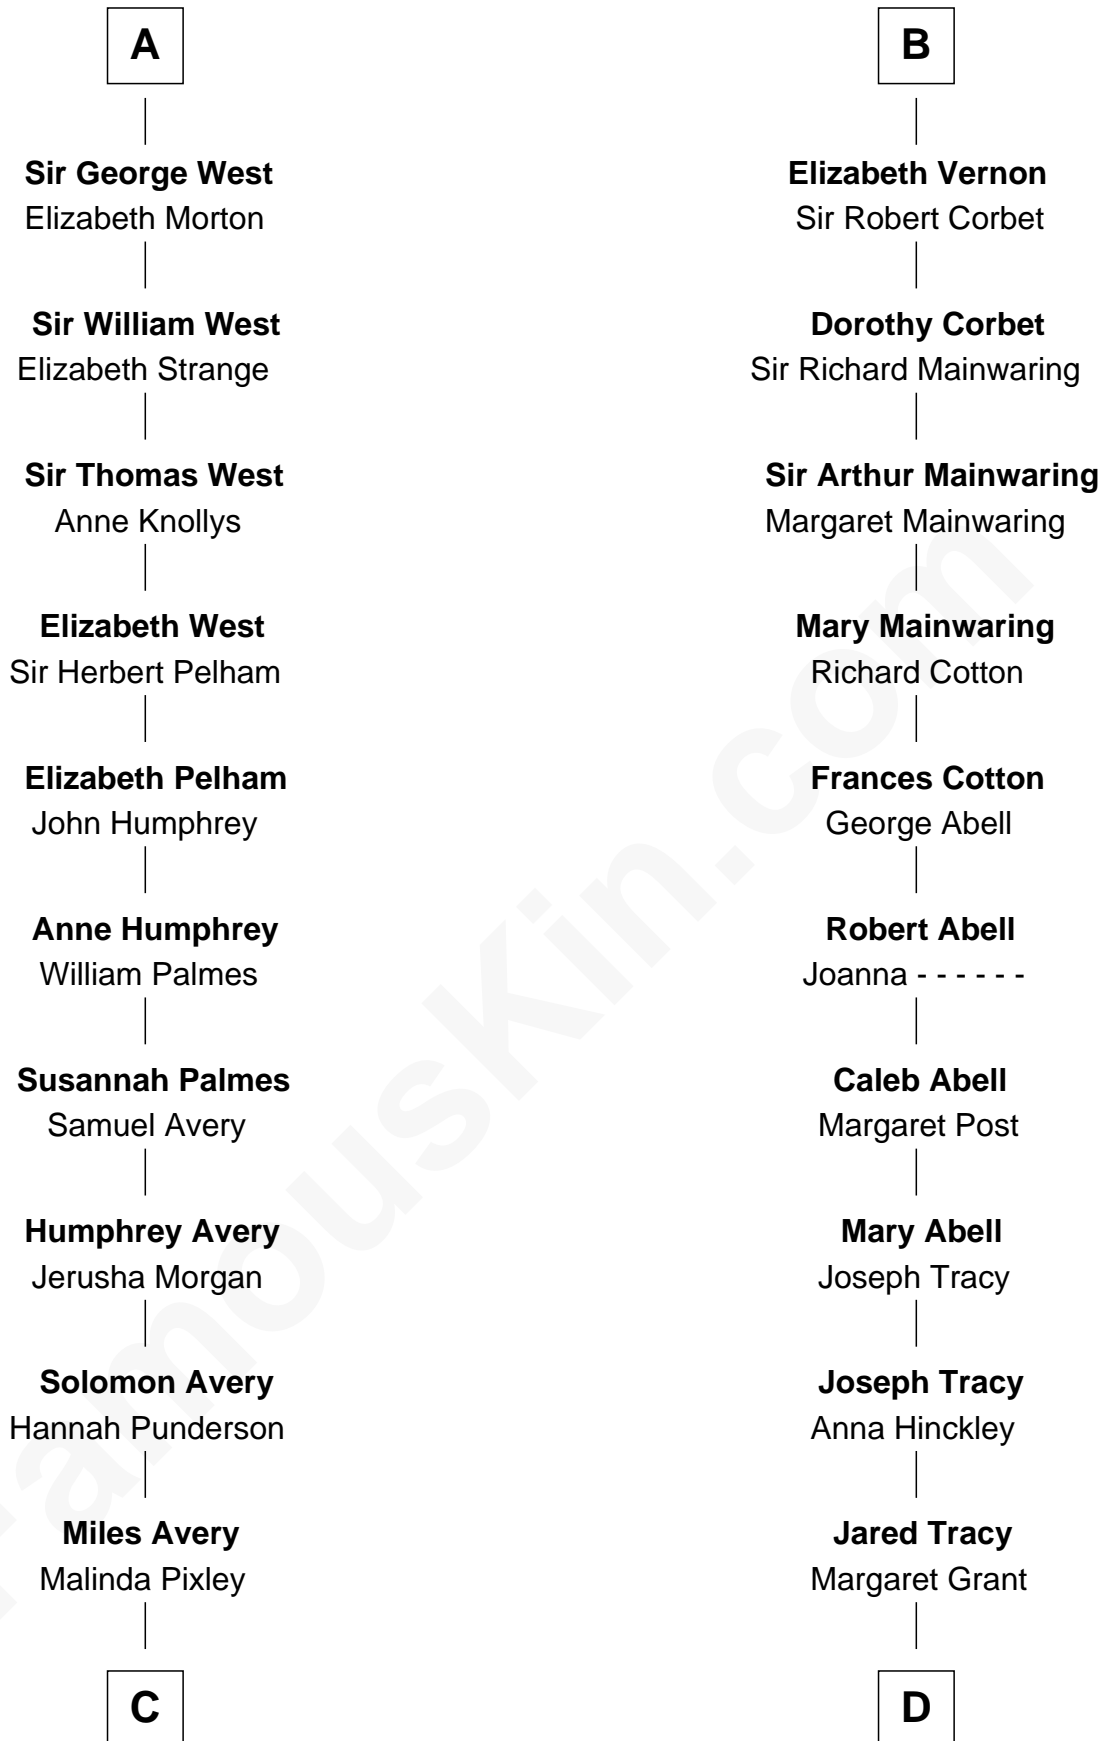 A
Sir George West
Elizabeth Morton
Sir William West
Elizabeth Strange
Sir Thomas West
Anne Knollys
Elizabeth West
Sir Herbert Pelham
Elizabeth Pelham
John Humphrey
Anne Humphrey
William Palmes
Susannah Palmes
Samuel Avery
Humphrey Avery
Jerusha Morgan
Solomon Avery
Hannah Punderson
Miles Avery
Malinda Pixley
C
B
Elizabeth Vernon
Sir Robert Corbet
Dorothy Corbet
Sir Richard Mainwaring
Sir Arthur Mainwaring
Margaret Mainwaring
Mary Mainwaring
Richard Cotton
Frances Cotton
George Abell
Robert Abell
Joanna - - - - - -
Caleb Abell
Margaret Post
Mary Abell
Joseph Tracy
Joseph Tracy
Anna Hinckley
Jared Tracy
Margaret Grant
D
FamousKin.com